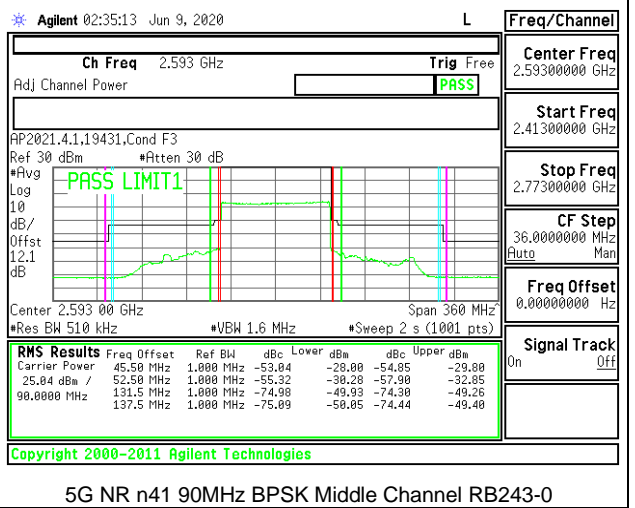 Agilent 02:35:13 Jun 9, 2020 L
Freq/Channel
Ch Freq 2.593 GHz Trig Free
Adj Channel Power PASS
Center Freq
2.59300000 GHz
Start Freq
2.41300000 GHz
AP2021.4.1,19431,Cond F3
Ref 30 dBm #Atten 30 dB
#Avg
Log
10
dB/
Offst
12.1
dB
PASS LIMIT1
Stop Freq
2.77300000 GHz
CF Step
36.0000000 MHz
Auto Man
Freq Offset
0.00000000 Hz
Center 2.593 00 GHz Span 360 MHz^
#Res BW 510 kHz #VBW 1.6 MHz #Sweep 2 s (1001 pts)
Signal Track
On Off
RMS Results Freq Offset Ref BW dBc Lower dBm dBc Upper dBm
Carrier Power 45.50 MHz 1.000 MHz -53.04 -28.00 -54.85 -29.80
25.04 dBm / 52.50 MHz 1.000 MHz -55.32 -30.28 -57.90 -32.85
90.0000 MHz 131.5 MHz 1.000 MHz -74.98 -49.93 -74.30 -49.26
137.5 MHz 1.000 MHz -75.09 -50.05 -74.44 -49.40
Copyright 2000-2011 Agilent Technologies
5G NR n41 90MHz BPSK Middle Channel RB243-0